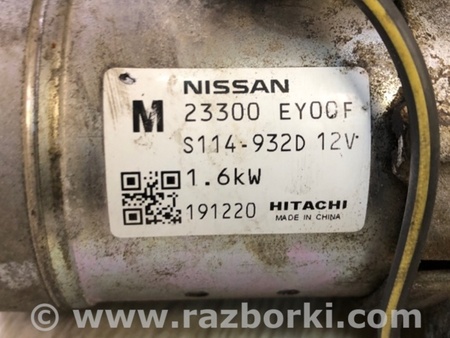 NISSAN
M 23300 EY00F
S114-932D 12V
1.6kW
191220 HITACHI
MADE IN CHINA
© www.razborki.com